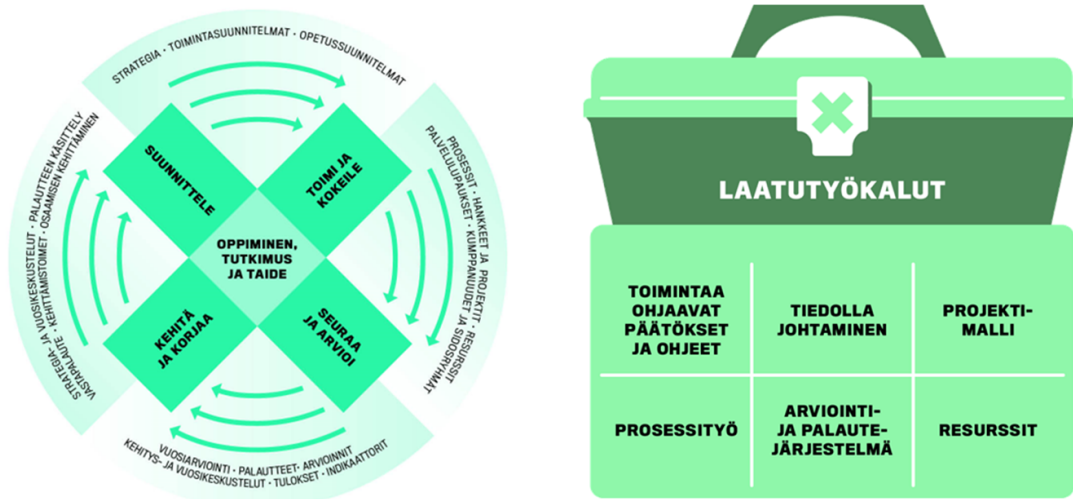 STRATEGIA · TOIMINTASUUNNITELMAT · OPETUSSUUNNITELMAT
SUUNNITTELE
TOIMI JA
KOKEILE
PROSESSIT · HANKKEET JA PROJEKTIT · RESURSSIT
PALVELULUPAUKSET · KUMPPANUUDET JA SIDOSRYHMÄT
OPPIMINEN,
TUTKIMUS
JA TAIDE
SEURAA
JA ARVIOI
VUOSIARVIOINTI · PALAUTTEET · ARVIOINNIT
KEHITYS- JA VUOSIKESKUSTELUT · TULOKSET · INDIKAATTORIT
KEHITÄ
JA KORJAA
STRATEGIA- JA VUOSIKESKUSTELUT · PALAUTTEEN KÄSITTELY
VASTAPALAUTE · KEHITTÄMISTOIMET · OSAAMISEN KEHITTÄMINEN
LAATUTYÖKALUT
TOIMINTAA
OHJAAVAT
PÄÄTÖKSET
JA OHJEET
TIEDOLLA
JOHTAMINEN
PROJEKTI-
MALLI
PROSESSITYÖ
ARVIOINTI-
JA PALAUTE-
JÄRJESTELMÄ
RESURSSIT